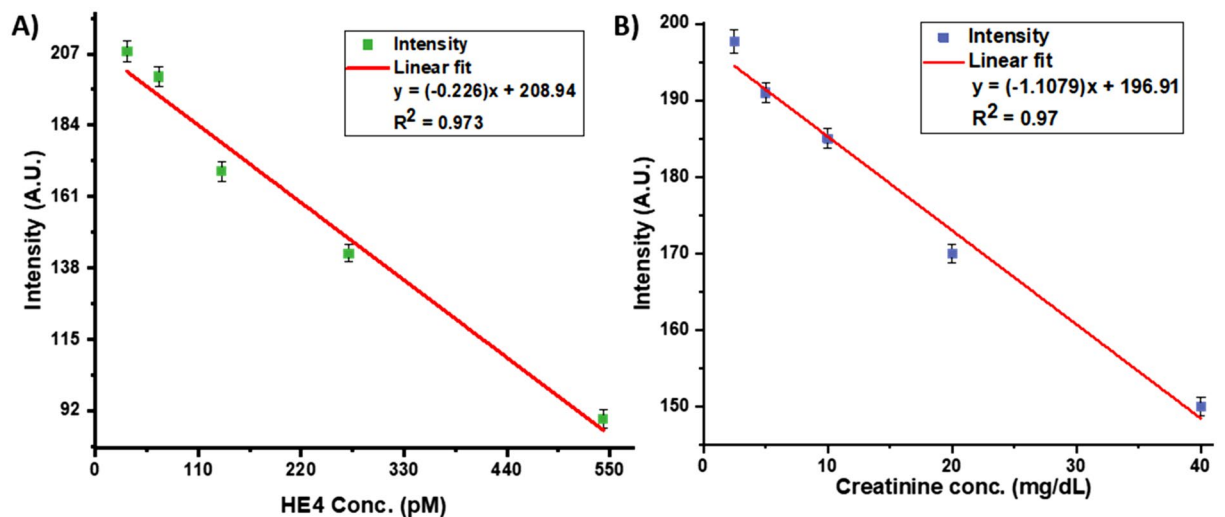 A)
Intensity
Linear fit
y = (-0.226)x + 208.94
R² = 0.973
207
184
161
138
115
92
Intensity (A.U.)
0 110 220 330 440 550
HE4 Conc. (pM)
B)
Intensity
Linear fit
y = (-1.1079)x + 196.91
R² = 0.97
200
190
180
170
160
150
Intensity (A.U.)
0 10 20 30 40
Creatinine conc. (mg/dL)